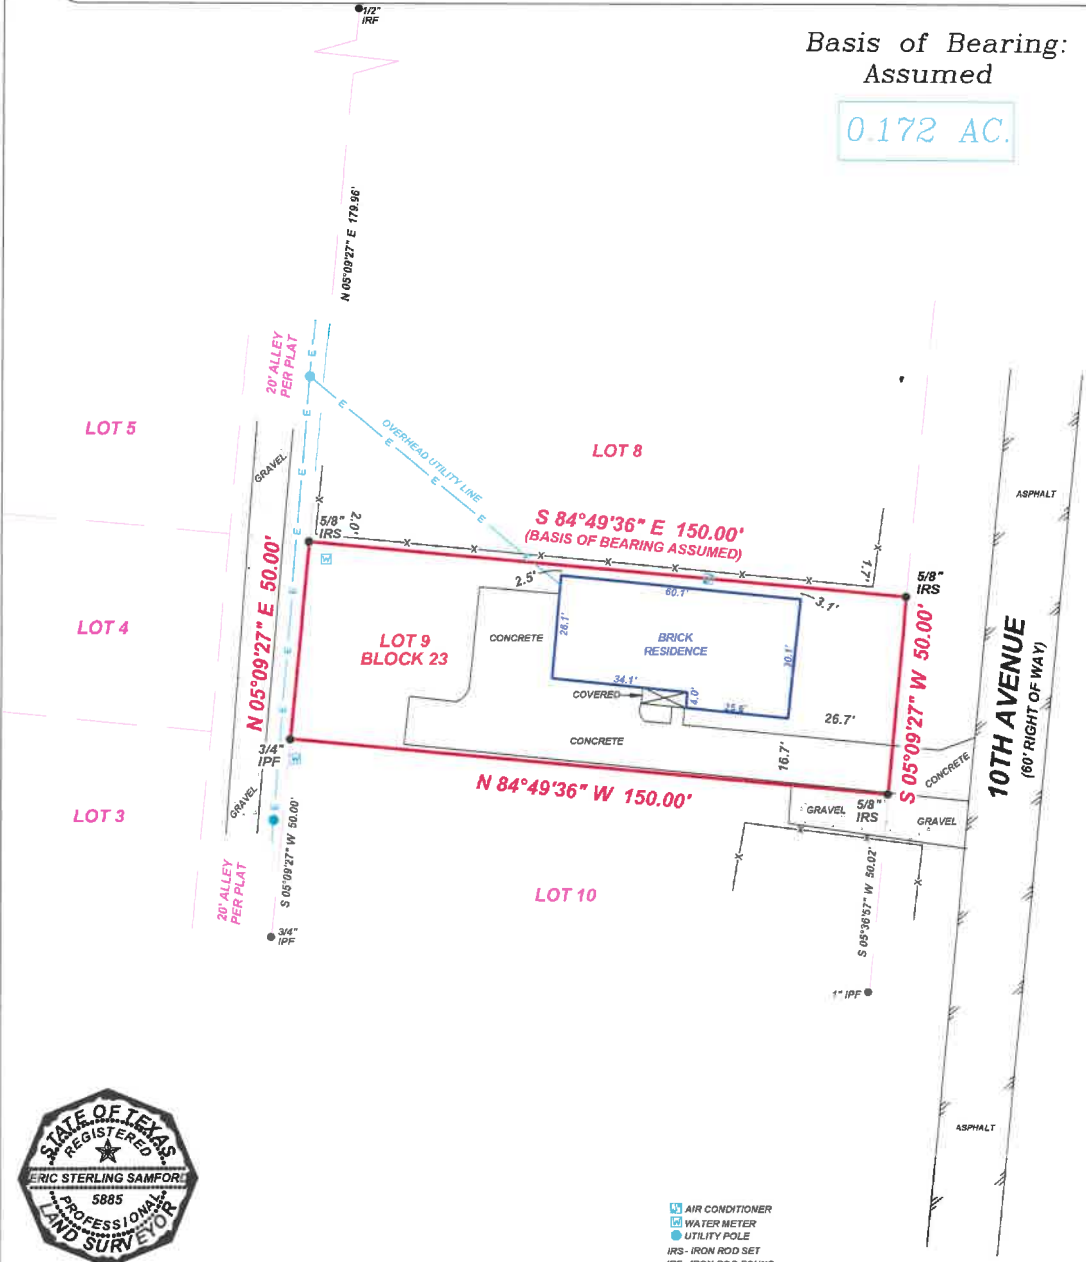 1/2"
IRF
Basis of Bearing:
Assumed
0.172 AC.
N 05°09'27" E 179.96'
20' ALLEY
PER PLAT
LOT 5
GRAVEL
E
E
E
E
E
E
E
E
OVERHEAD UTILITY LINE
LOT 8
ASPHALT
5/8"
IRS
2.0'
S 84°49'36" E 150.00'
(BASIS OF BEARING ASSUMED)
1.7'
5/8"
IRS
2.5'
60.1'
3.1'
N 05°09'27" E 50.00'
LOT 4
LOT 9
BLOCK 23
CONCRETE
26.1'
BRICK
RESIDENCE
30.1'
34.1'
COVERED
4.0'
25.6'
26.7'
S 05°09'27" W 50.00'
10TH AVENUE
(60' RIGHT OF WAY)
CONCRETE
16.7'
CONCRETE
3/4"
IPF
N 84°49'36" W 150.00'
LOT 3
GRAVEL
S 05°09'27" W 50.00'
GRAVEL
5/8"
IRS
GRAVEL
20' ALLEY
PER PLAT
LOT 10
S 05°36'57" W 50.02'
3/4"
IPF
1" IPF
ASPHALT
STATE OF TEXAS
REGISTERED
ERIC STERLING SAMFORD
5885
PROFESSIONAL
LAND SURVEYOR
AIR CONDITIONER
W WATER METER
UTILITY POLE
IRS - IRON ROD SET